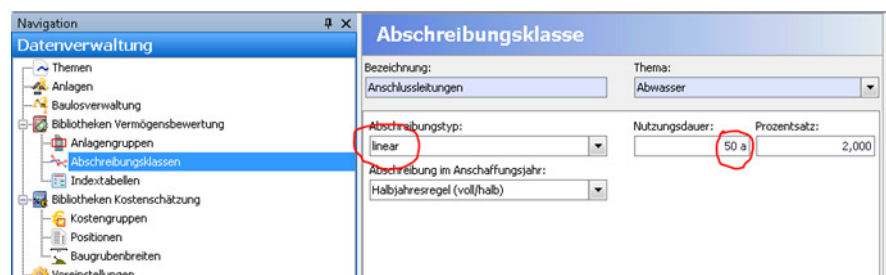 Navigation
Datenverwaltung
Themen
Anlagen
Baulosverwaltung
Bibliotheken Vermögensbewertung
Anlagengruppen
Abschreibungsklassen
Indextabellen
Bibliotheken Kostenschätzung
Kostengruppen
Positionen
Baugrubenbreiten
Voreinstellungen
Abschreibungsklasse
Bezeichnung: Thema:
Anschlussleitungen Abwasser
Abschreibungstyp: Nutzungsdauer: Prozentsatz:
linear 50 a 2,000
Abschreibung im Anschaffungsjahr:
Halbjahresregel (voll/halb)